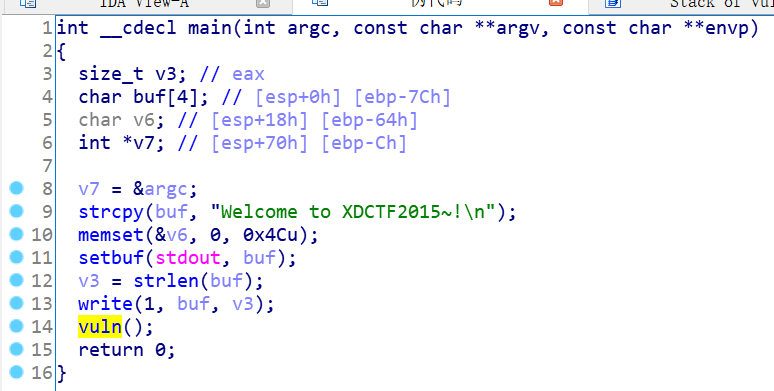 IDA View-A 伪代码 Stack of vul
1 int __cdecl main(int argc, const char **argv, const char **envp)
2 {
3 size_t v3; // eax
4 char buf[4]; // [esp+0h] [ebp-7Ch]
5 char v6; // [esp+18h] [ebp-64h]
6 int *v7; // [esp+70h] [ebp-Ch]
7
8 v7 = &argc;
9 strcpy(buf, "Welcome to XDCTF2015~!\n");
10 memset(&v6, 0, 0x4Cu);
11 setbuf(stdout, buf);
12 v3 = strlen(buf);
13 write(1, buf, v3);
14 vuln();
15 return 0;
16 }